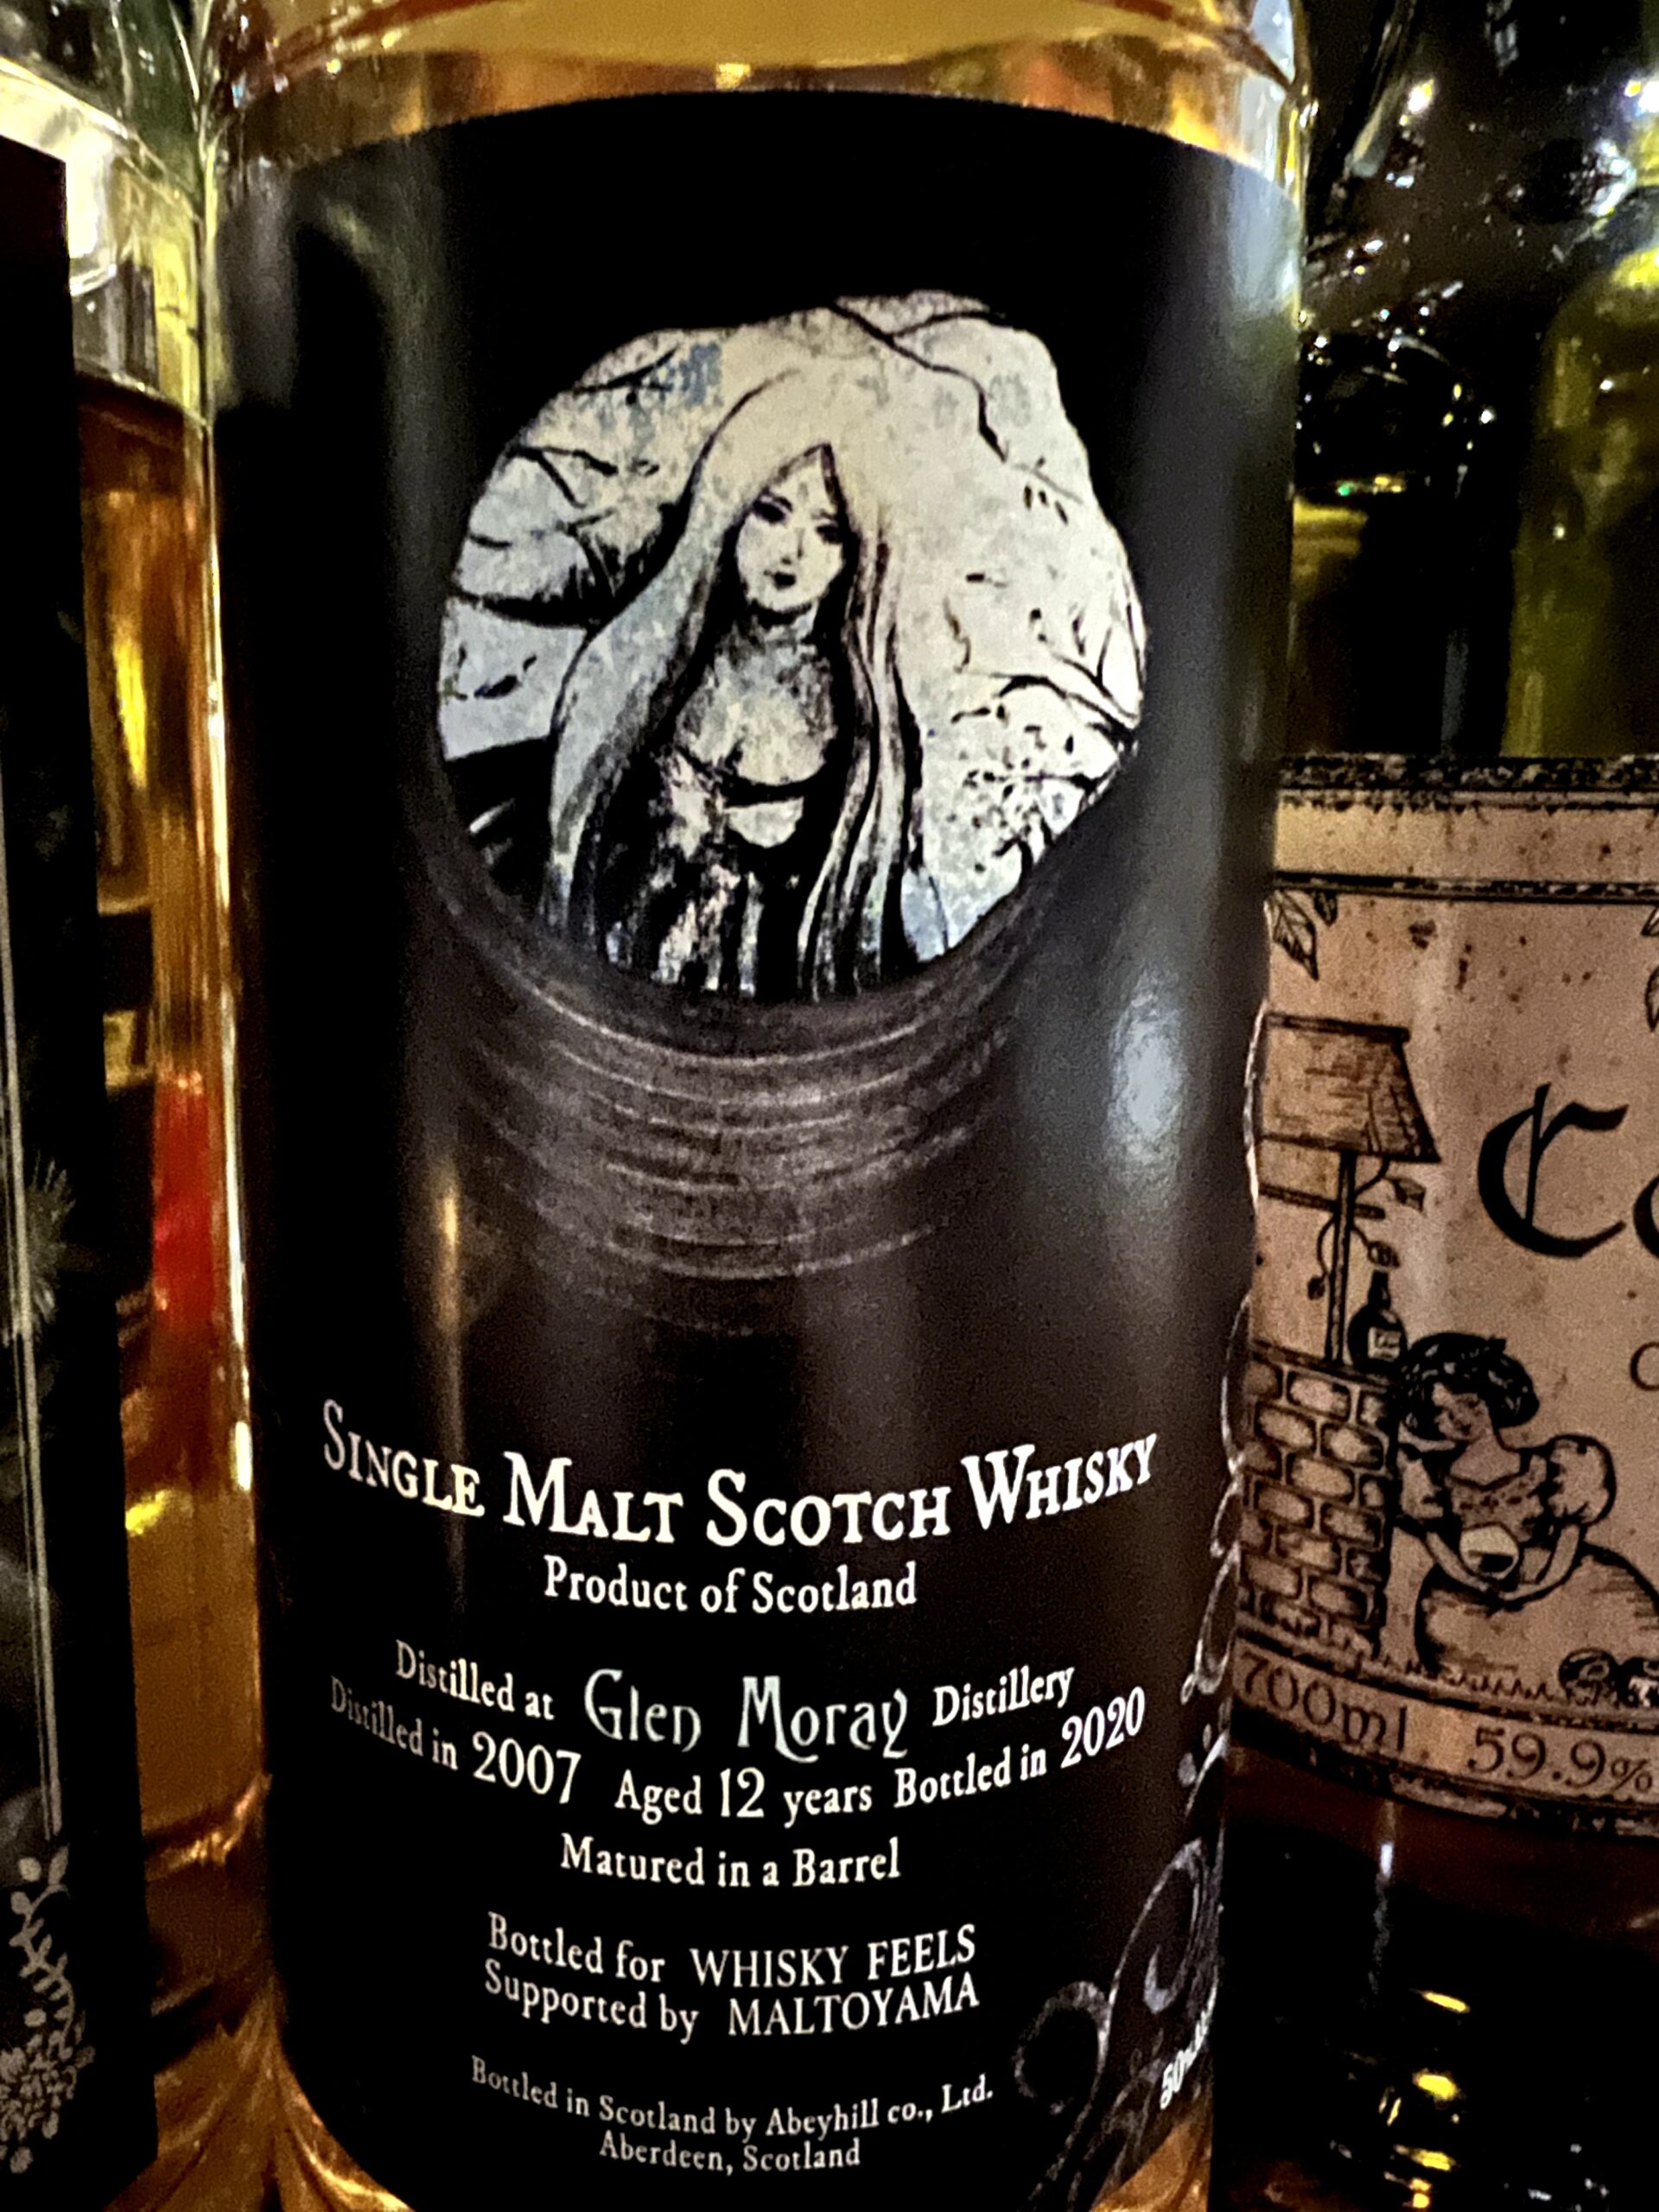 SINGLE MALT SCOTCH WHISKY
Product of Scotland
Distilled at Glen Moray Distillery
Distilled in 2007 Aged 12 years Bottled in 2020
Matured in a Barrel
Bottled for WHISKY FEELS
Supported by MALTOYAMA
Bottled in Scotland by Abeyhill co., Ltd.
Aberdeen, Scotland
700ml 59.9%